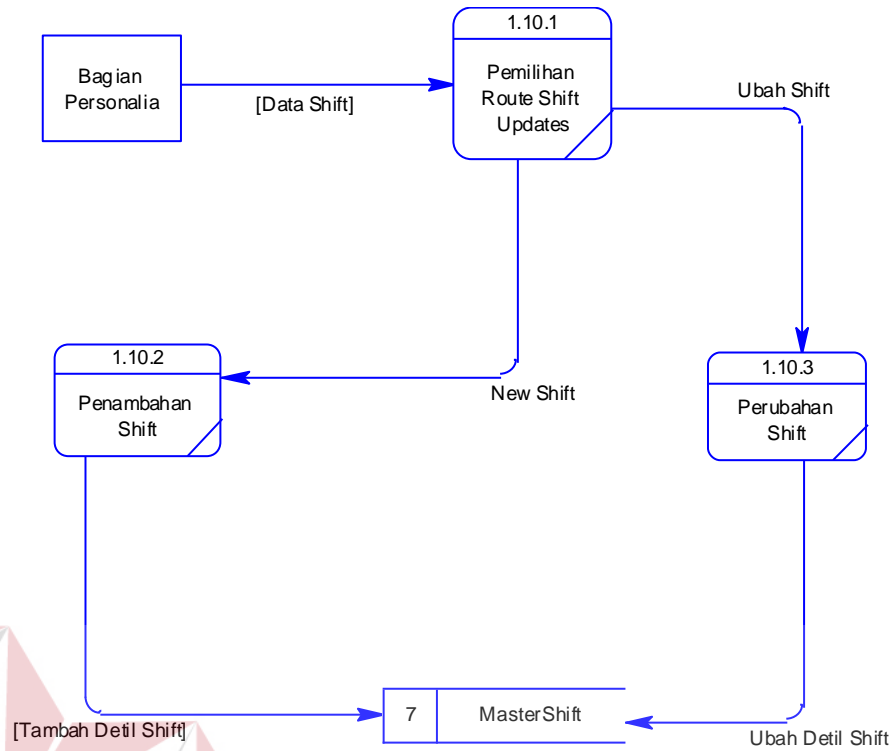 1.10.1
Bagian
Personalia
Pemilihan
Route Shift
Updates
[Data Shift]
Ubah Shift
1.10.2
Penambahan
Shift
New Shift
1.10.3
Perubahan
Shift
[Tambah Detil Shift]
7
MasterShift
Ubah Detil Shift